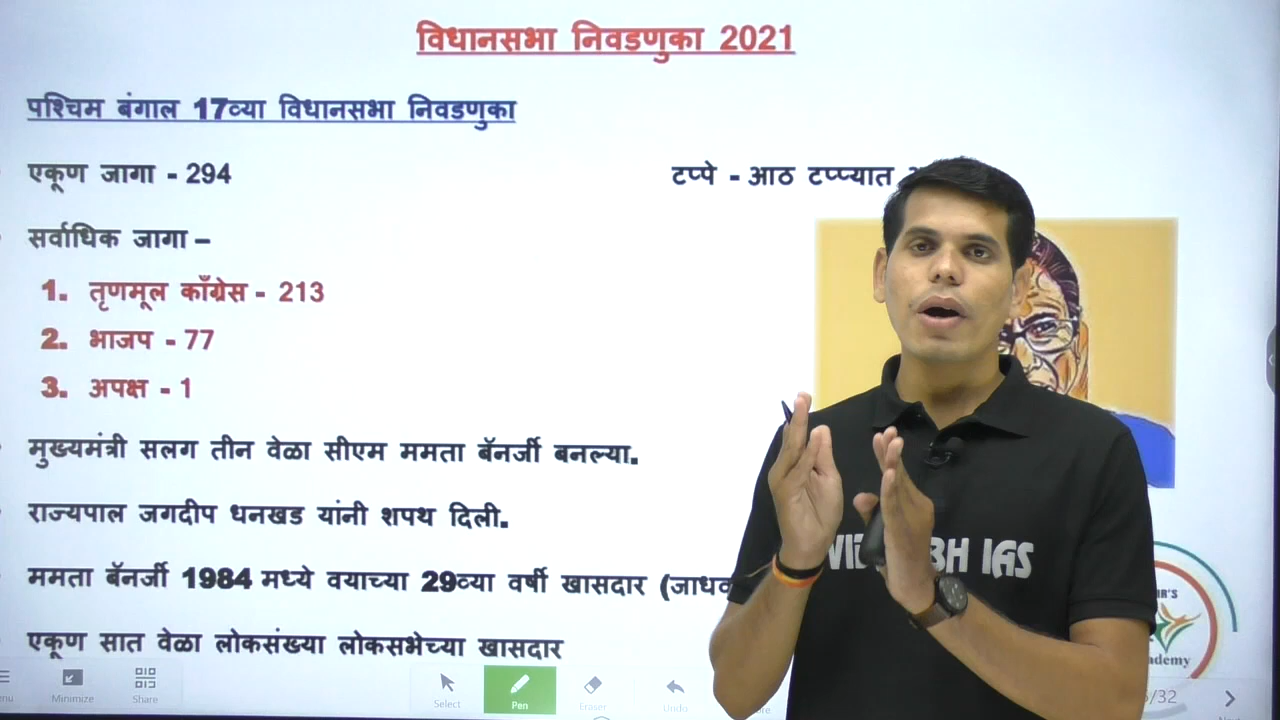 विधानसभा निवडणुका 2021
पश्चिम बंगाल 17व्या विधानसभा निवडणुका
एकूण जागा - 294
टप्पे - आठ टप्प्यात
सर्वाधिक जागा –
1. तृणमूल काँग्रेस - 213
2. भाजप - 77
3. अपक्ष - 1
मुख्यमंत्री सलग तीन वेळा सीएम ममता बॅनर्जी बनल्या.
राज्यपाल जगदीप धनखड यांनी शपथ दिली.
ममता बॅनर्जी 1984 मध्ये वयाच्या 29व्या वर्षी खासदार
एकूण सात वेळा लोकसंख्या लोकसभेच्या खासदार
IAS
Minimize
Share
Select
Pen
Eraser
Undo
/32